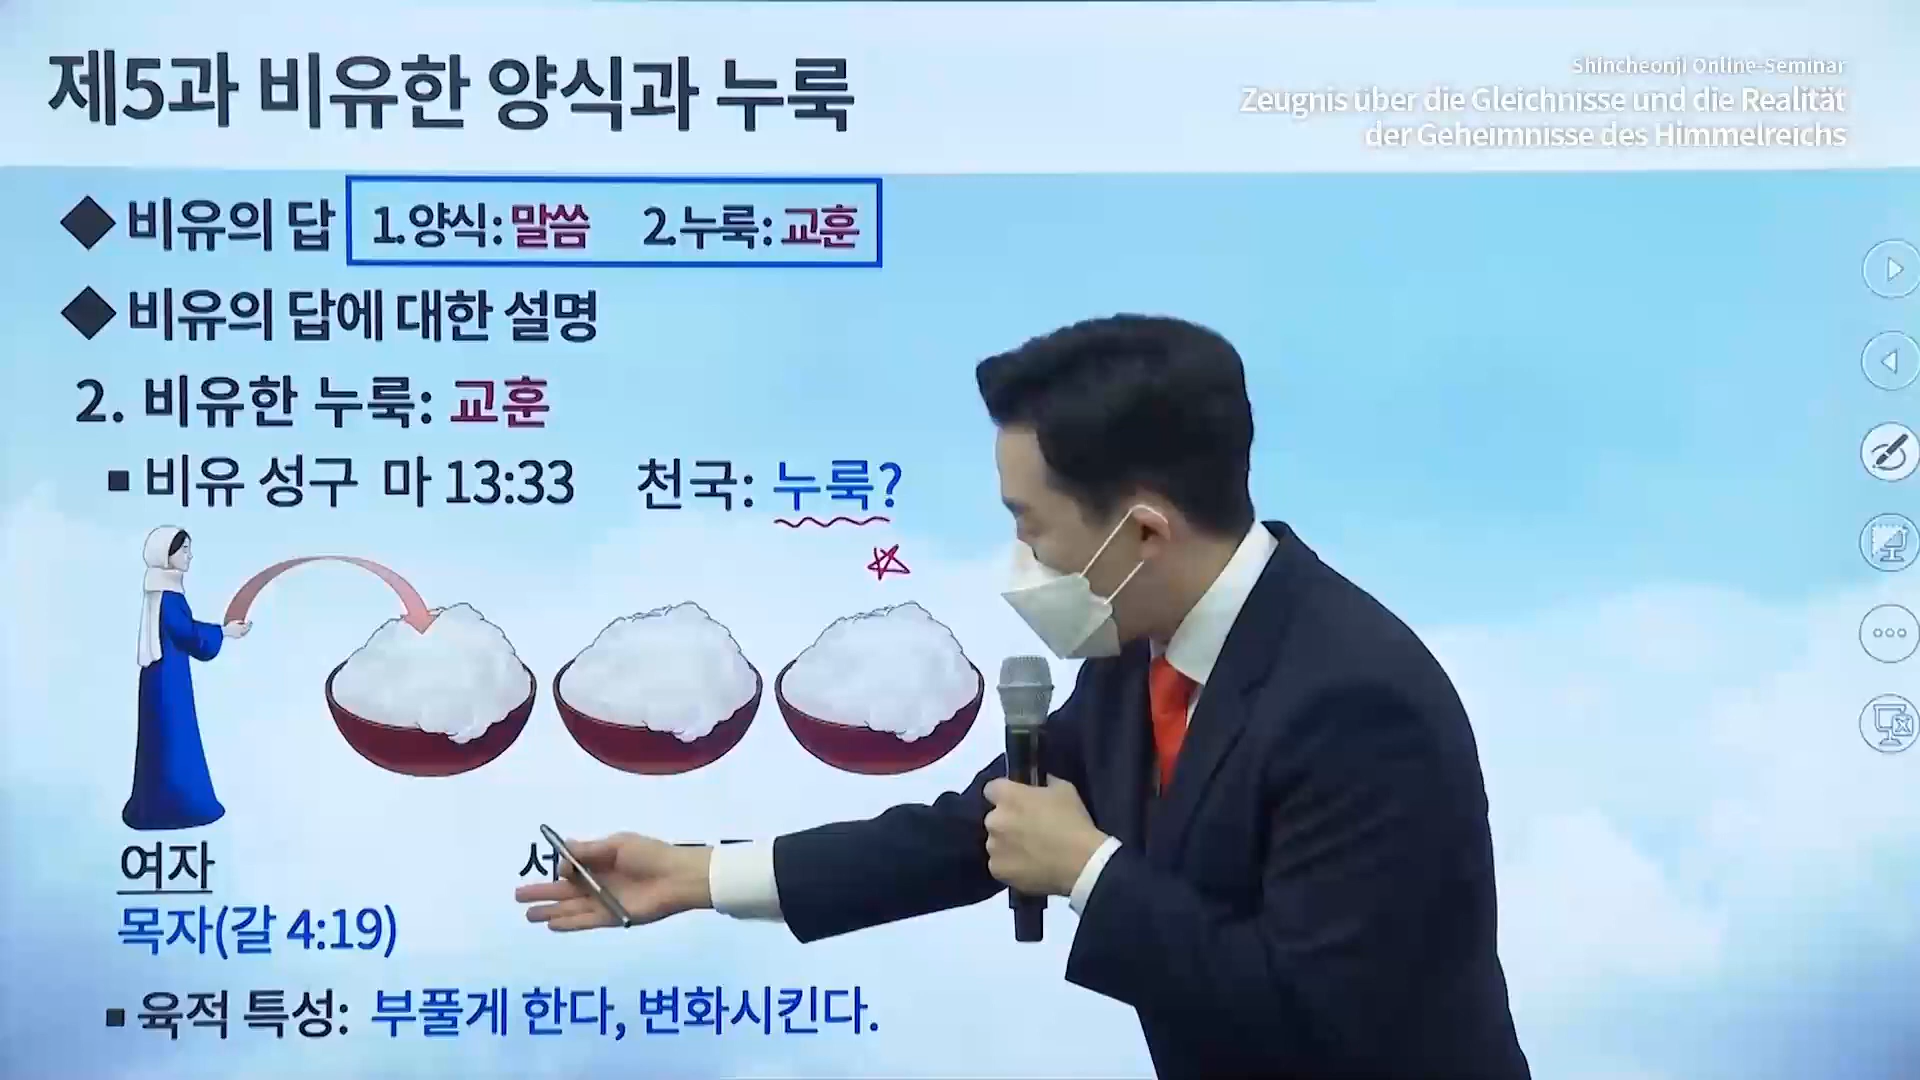 제5과 비유한 양식과 누룩
Shincheonji Online-Seminar
Zeugnis über die Gleichnisse und die Realität
der Geheimnisse des Himmelreichs
◆ 비유의 답 1. 양식: 말씀 2. 누룩: 교훈
◆ 비유의 답에 대한 설명
2. 비유한 누룩: 교훈
▪ 비유 성구 마 13:33 천국: 누룩?
여자
목자(갈 4:19)
▪ 육적 특성: 부풀게 한다, 변화시킨다.